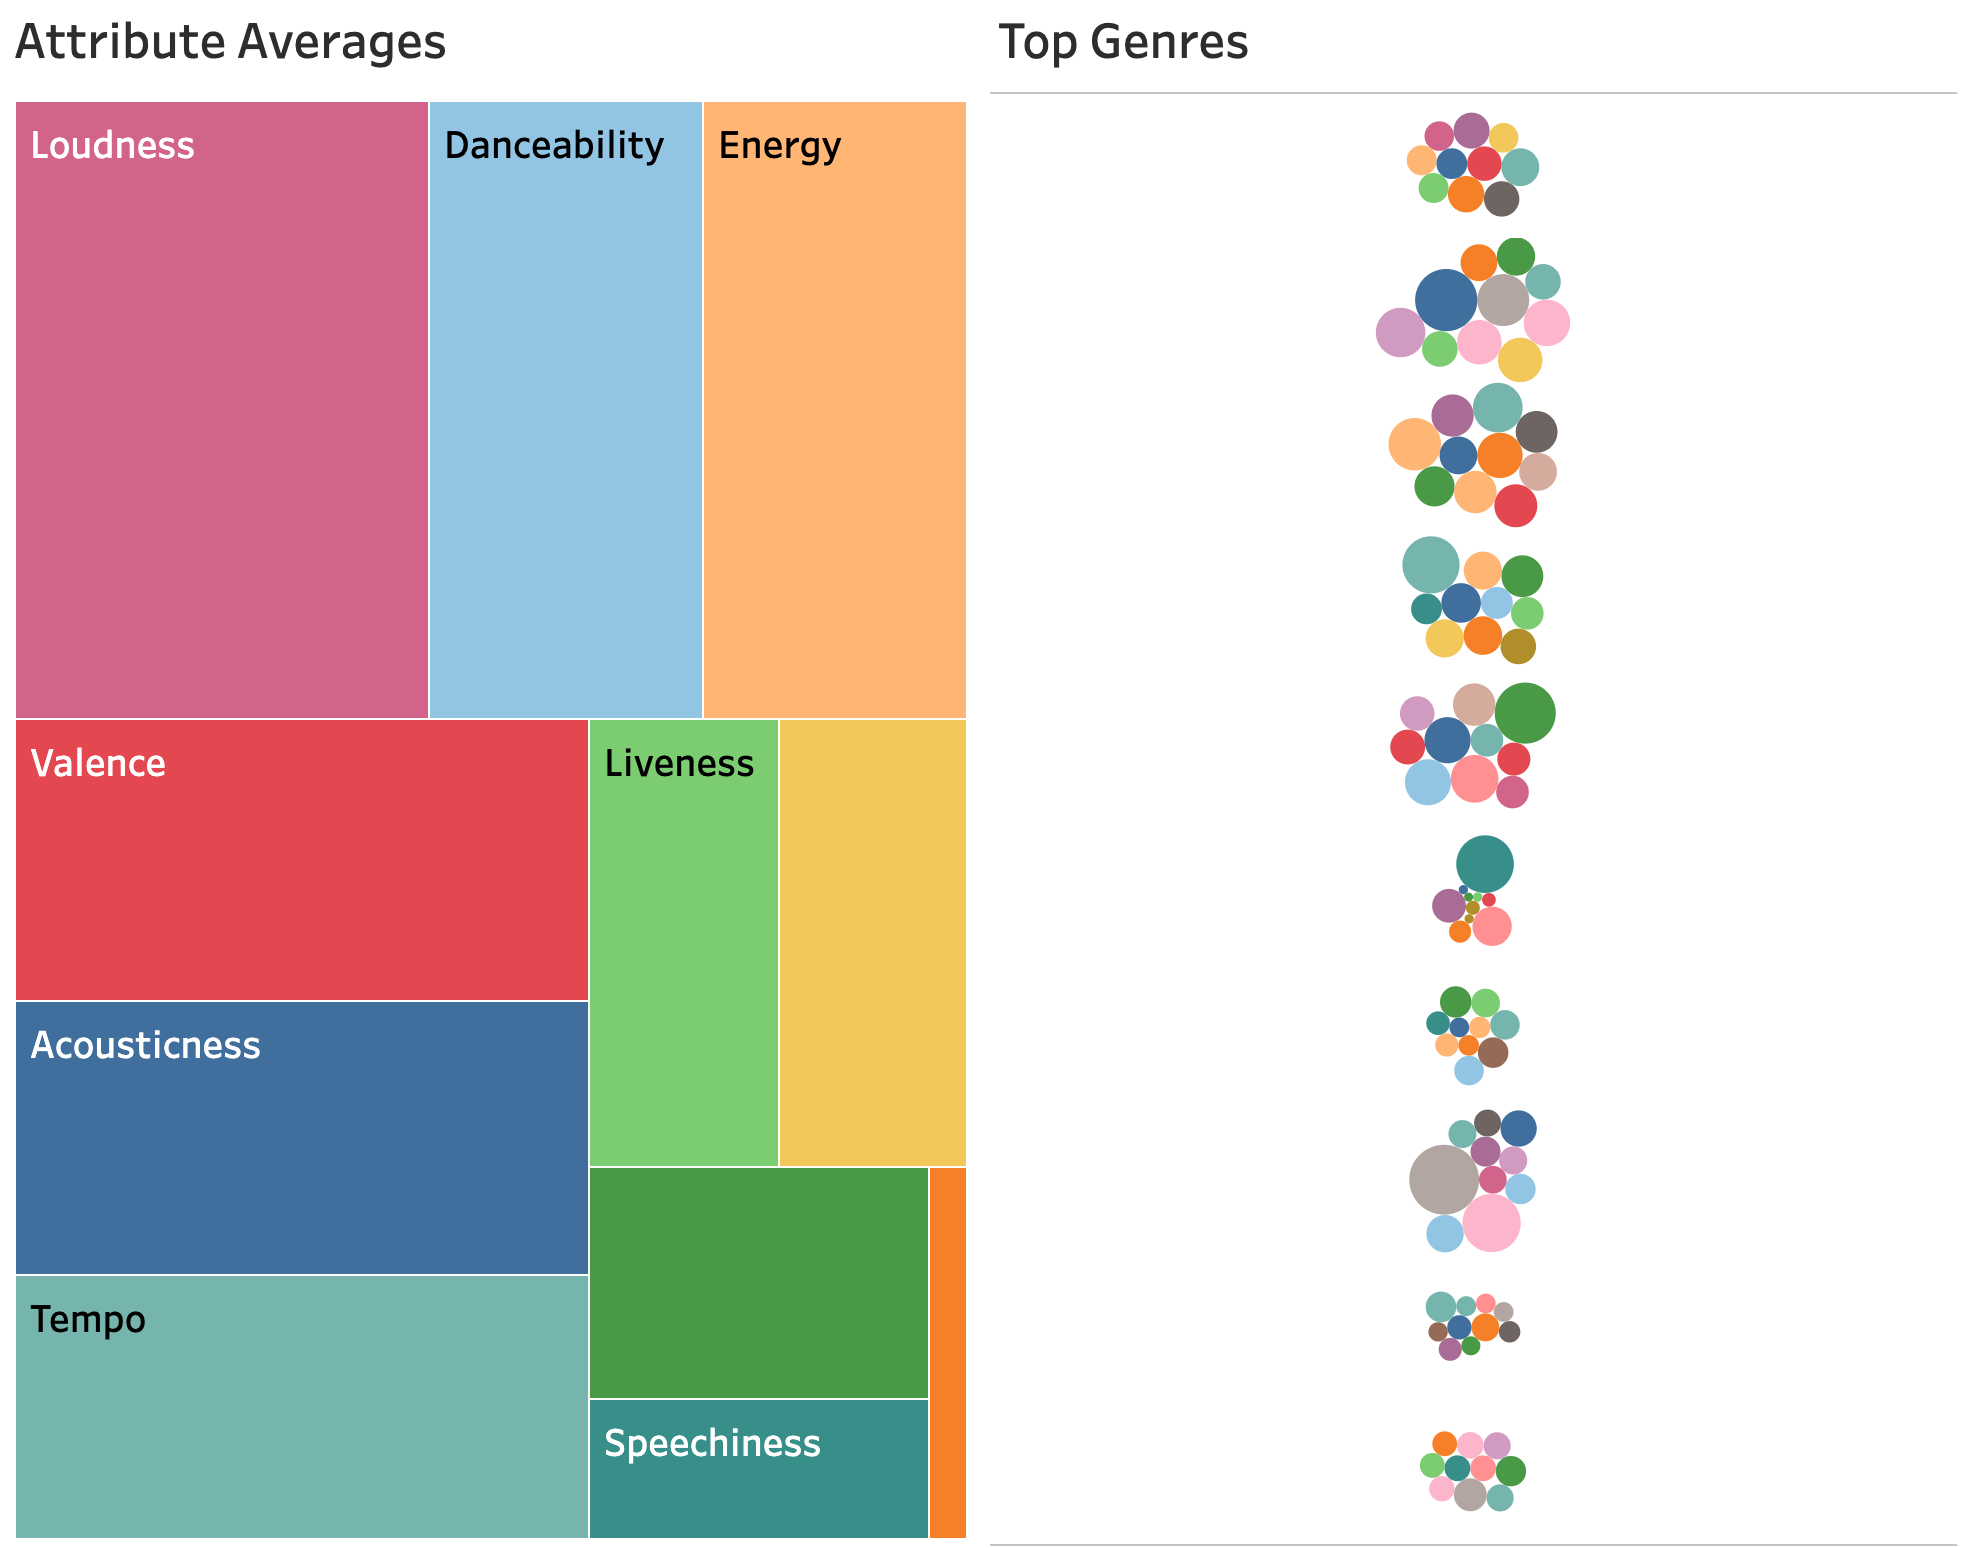 Attribute Averages
Top Genres
Loudness
Danceability
Energy
Valence
Liveness
Acousticness
Tempo
Speechiness